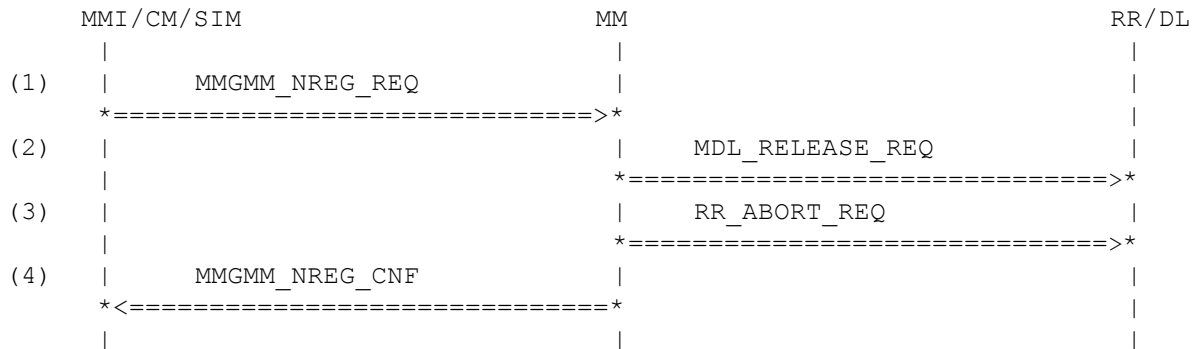 MMI/CM/SIM MM RR/DL
| | |
(1) | MMGMM_NREG_REQ | |
*==============================>* |
(2) | | MDL_RELEASE_REQ |
| *==============================>*
(3) | | RR_ABORT_REQ |
| *==============================>*
(4) | MMGMM_NREG_CNF | |
*<==============================* |
| | |